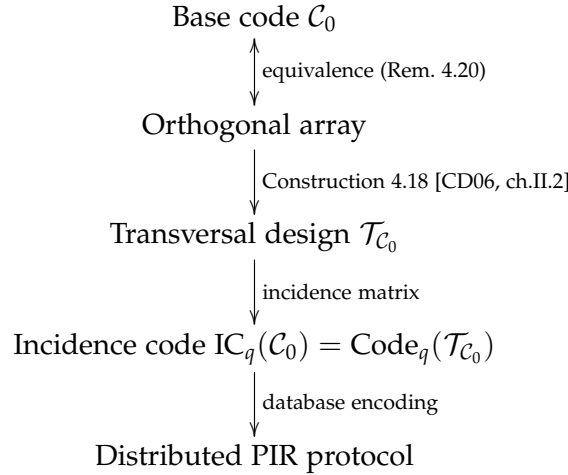 Base code 𝒞₀
equivalence (Rem. 4.20)
Orthogonal array
Construction 4.18 [CD06, ch.II.2]
Transversal design 𝒯_{𝒞₀}
incidence matrix
Incidence code IC_q(𝒞₀) = Code_q(𝒯_{𝒞₀})
database encoding
Distributed PIR protocol